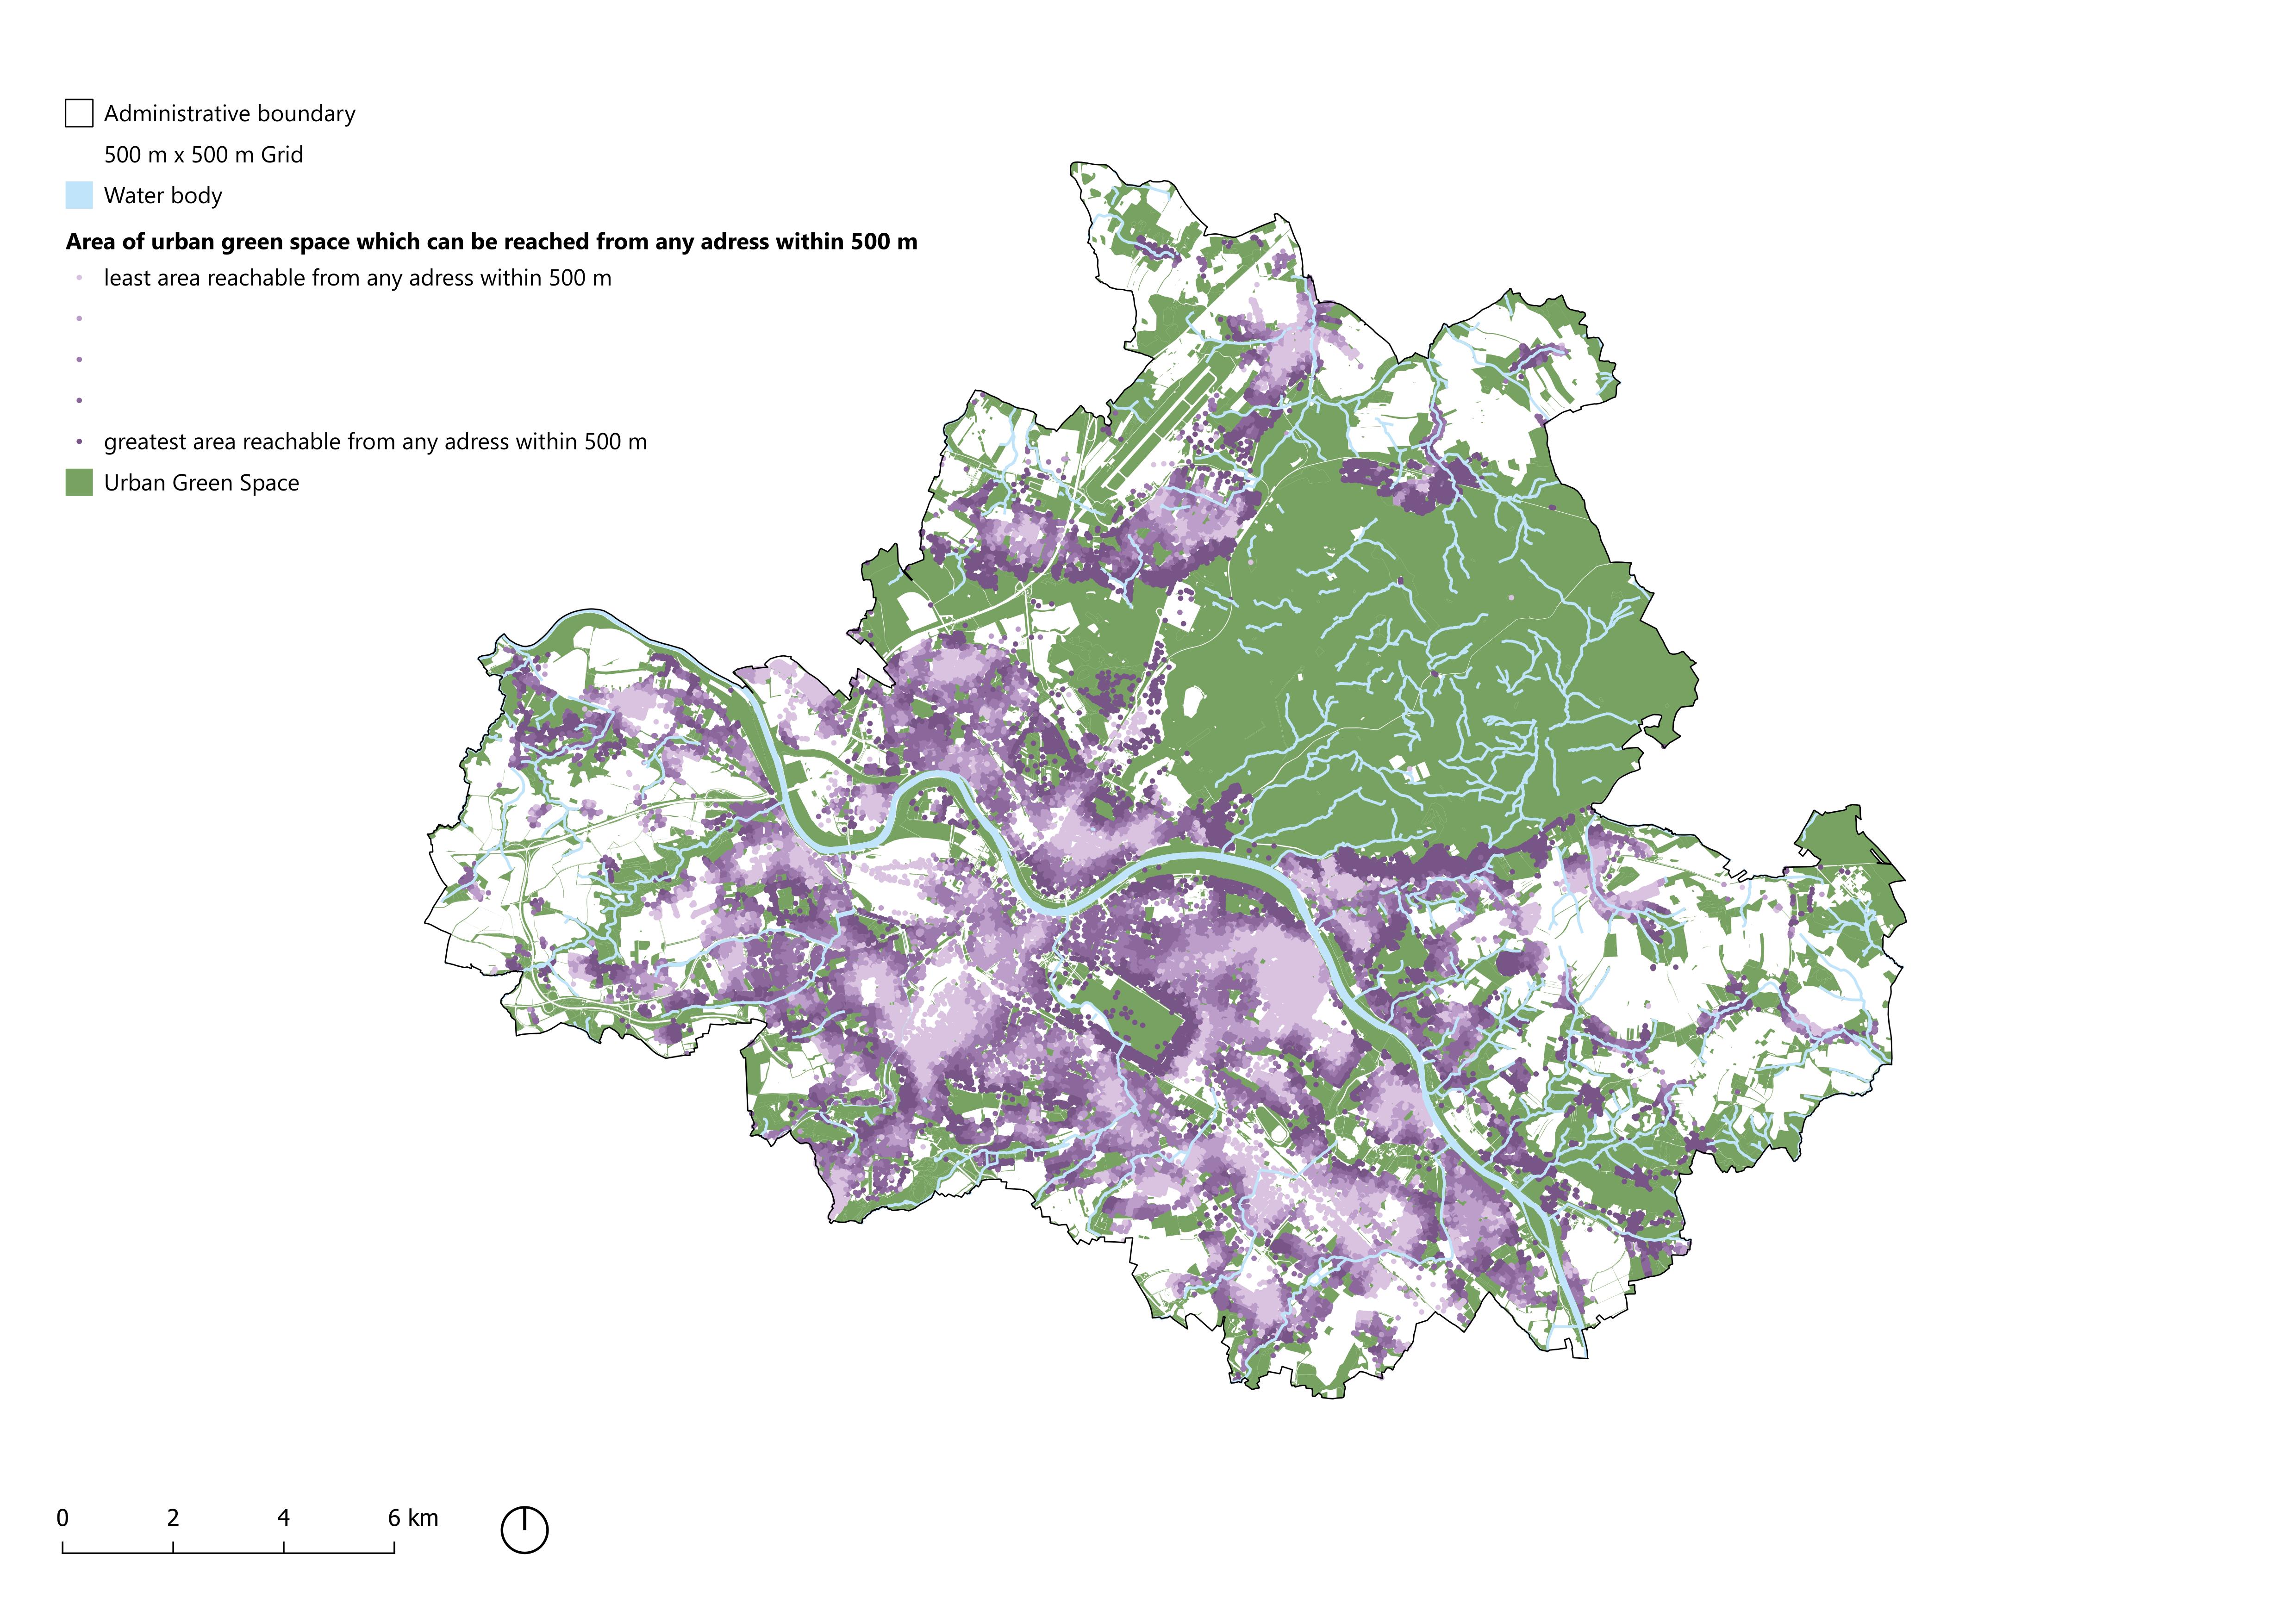 Administrative boundary
500 m x 500 m Grid
Water body
Area of urban green space which can be reached from any adress within 500 m
least area reachable from any adress within 500 m
greatest area reachable from any adress within 500 m
Urban Green Space
0 2 4 6 km